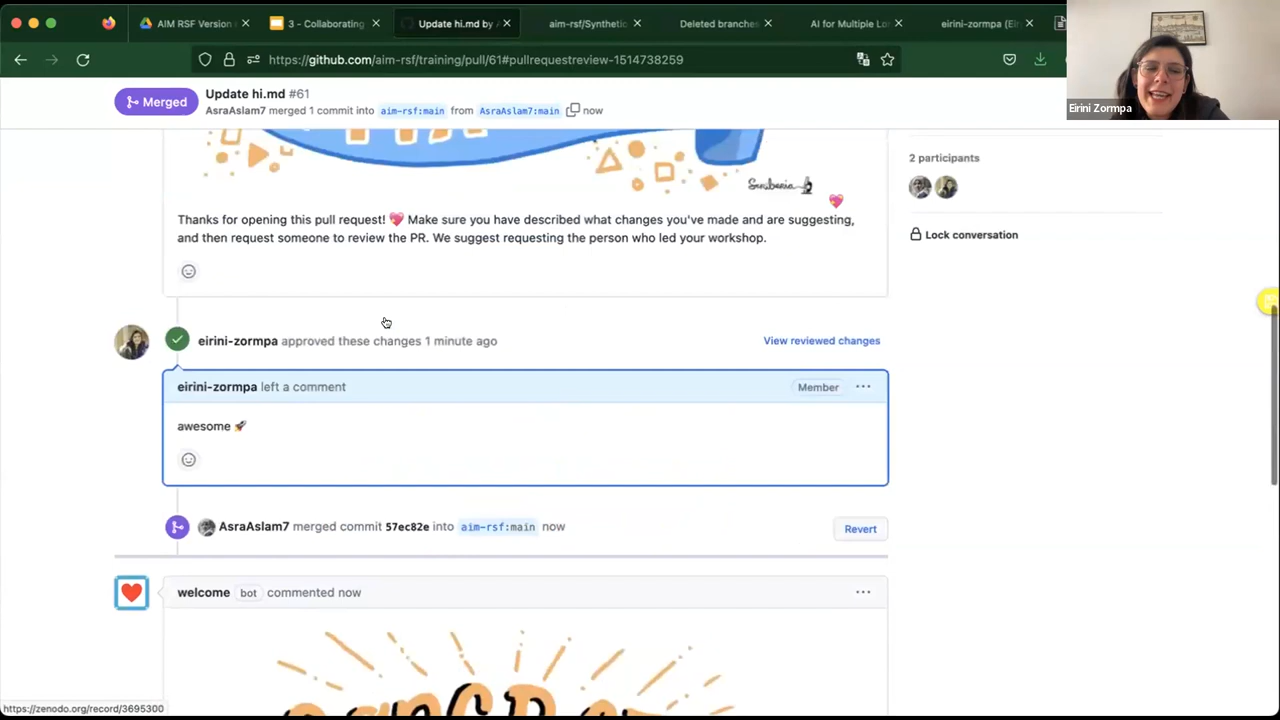 AIM RSF Version
3 - Collaborating
Update hi.md by
aim-rsf/Synthetic
Deleted branches
AI for Multiple Lo
eirini-zormpa (Eiri
https://github.com/aim-rsf/training/pull/61#pullrequestreview-1514738259
Eirini Zormpa
Merged
Update hi.md #61
AsraAslam7 merged 1 commit into aim-rsf:main from AsraAslam7:main now
Scriberia
2 participants
Lock conversation
Thanks for opening this pull request! 💖 Make sure you have described what changes you've made and are suggesting,
and then request someone to review the PR. We suggest requesting the person who led your workshop.
eirini-zormpa approved these changes 1 minute ago
View reviewed changes
eirini-zormpa left a comment
Member
awesome 🚀
AsraAslam7 merged commit 57ec82e into aim-rsf:main now
Revert
welcome bot commented now
https://zenodo.org/record/3695300